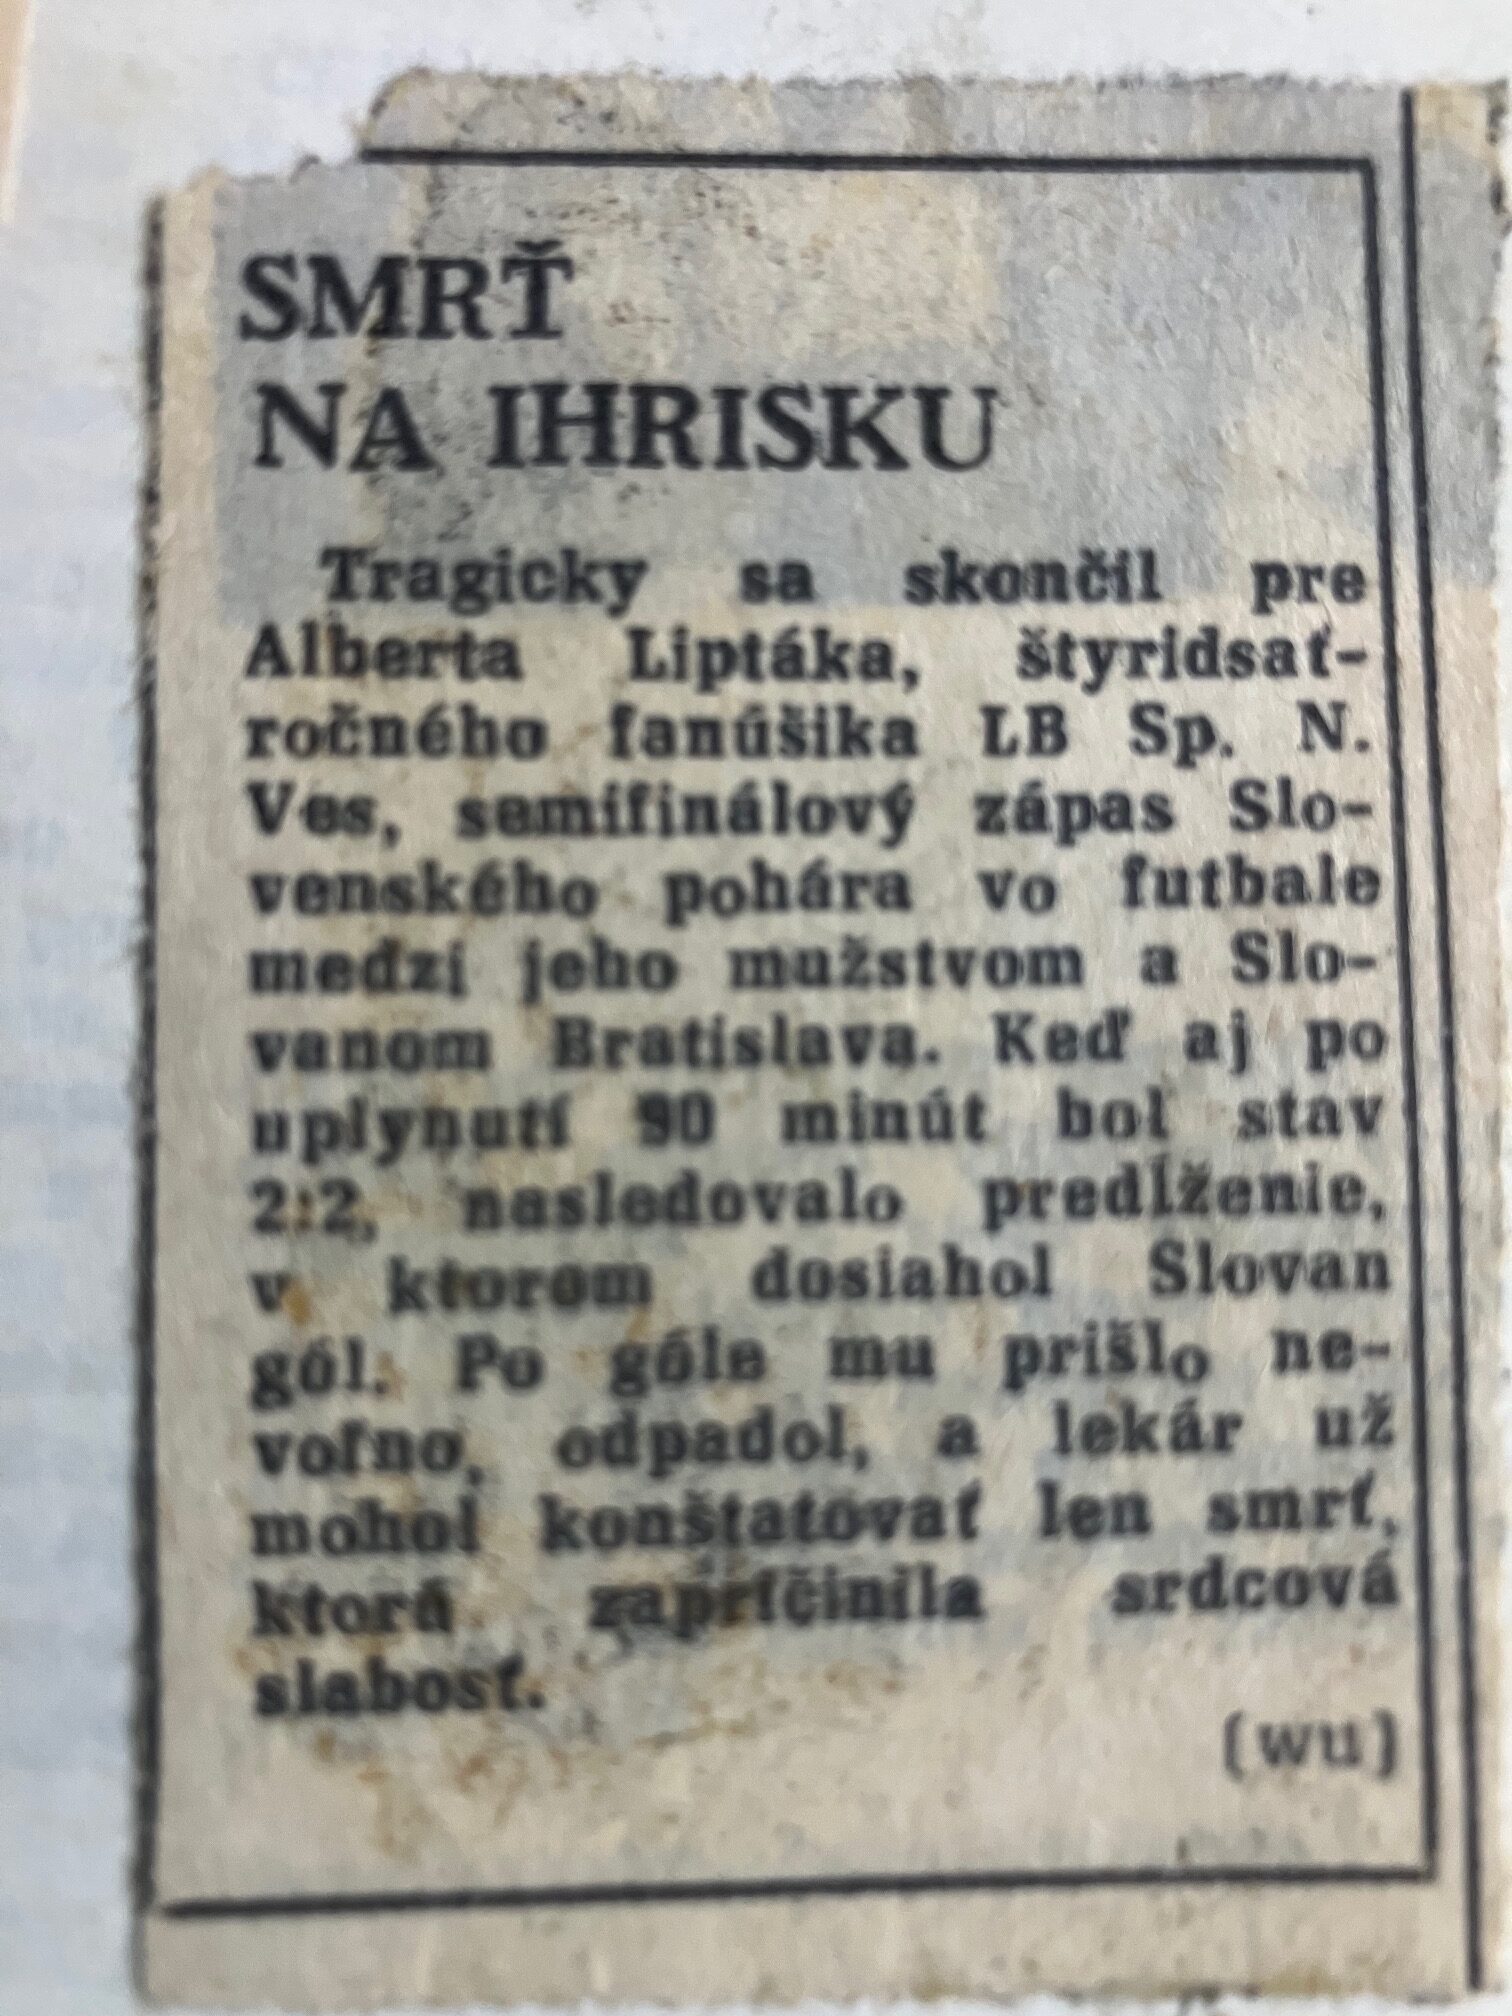 SMRŤ
NA IHRISKU
Tragicky sa skončil pre
Alberta Liptáka, štyridsať-
ročného fanúšika LB Sp. N.
Ves, semifinálový zápas Slo-
venského pohára vo futbale
medzi jeho mužstvom a Slo-
vanom Bratislava. Keď aj po
uplynutí 90 minút bol stav
2:2, nasledovalo predĺženie,
v ktorom dosiahol Slovan
gól. Po góle mu prišlo ne-
voľno, odpadol, a lekár už
mohol konštatovať len smrť,
ktorú zapríčinila srdcová
slabosť.
(wu)